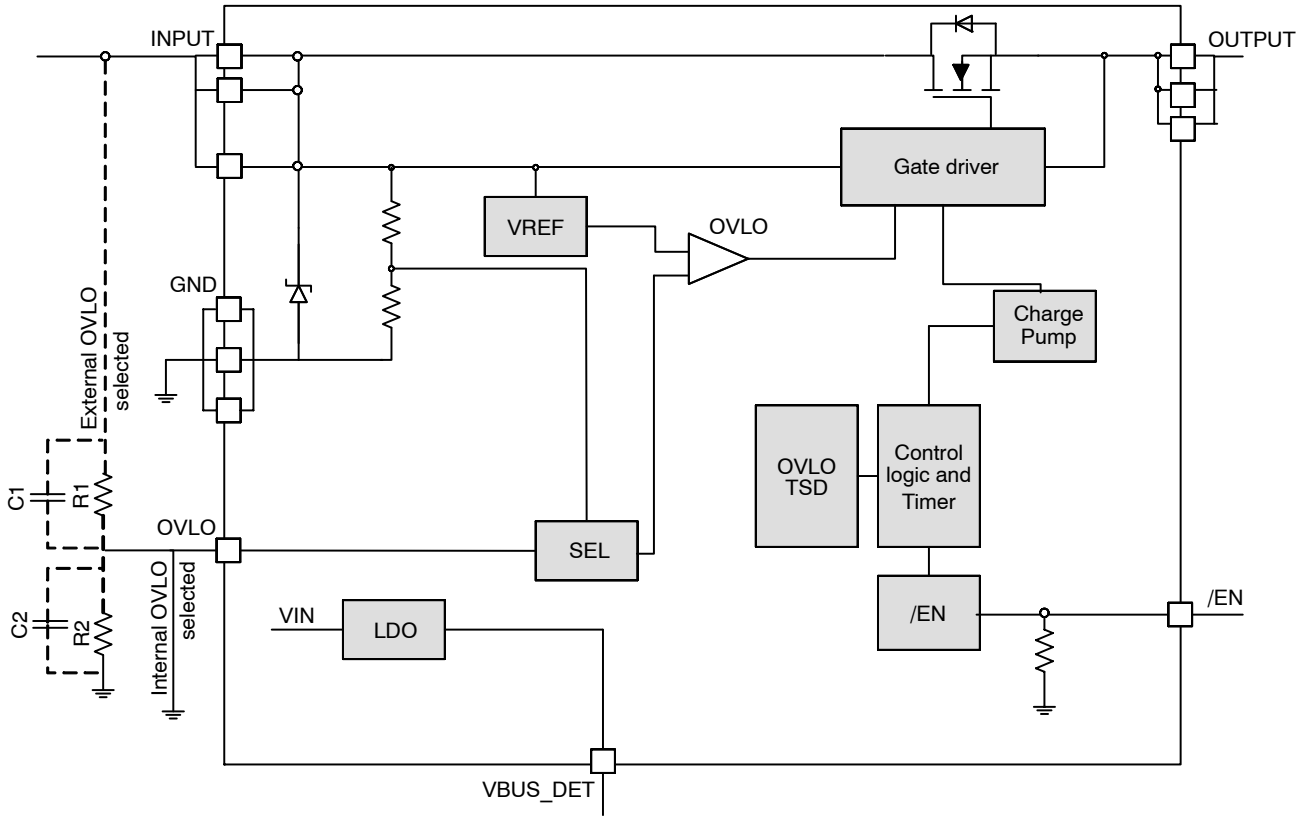 INPUT
OUTPUT
Gate driver
VREF
OVLO
GND
Charge
Pump
External OVLO
selected
OVLO
TSD
Control
logic and
Timer
C1
R1
OVLO
SEL
C2
R2
Internal OVLO
selected
VIN
LDO
/EN
/EN
VBUS_DET